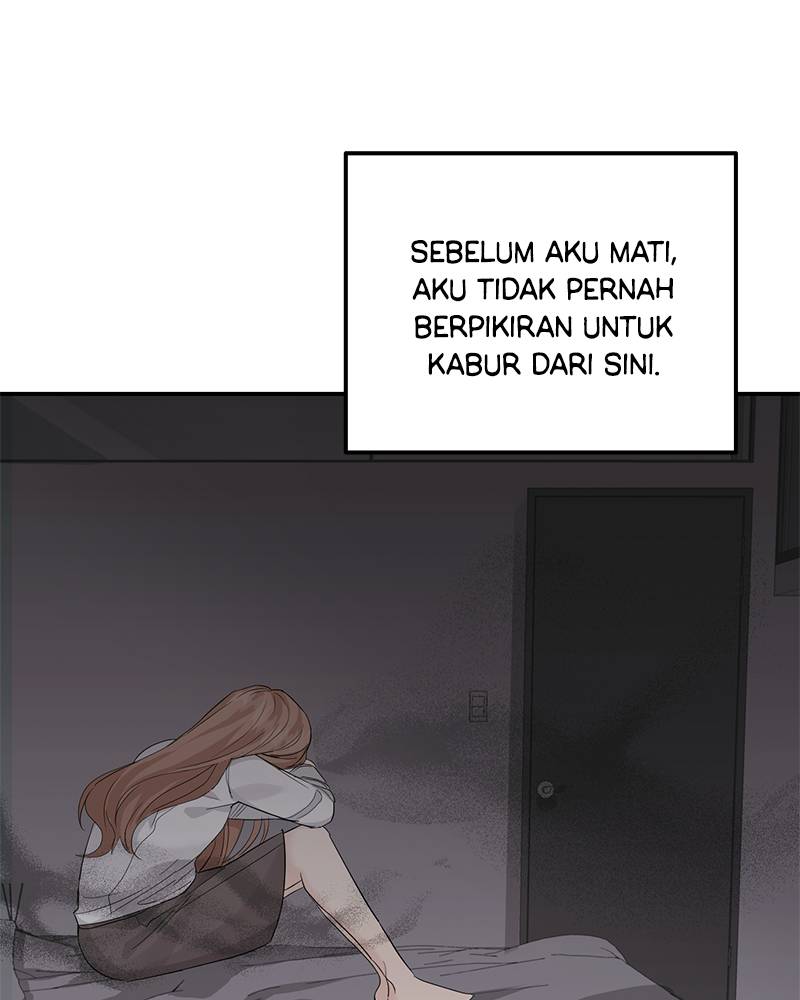 SEBELUM AKU MATI,
AKU TIDAK PERNAH
BERPIKIRAN UNTUK
KABUR DARI SINI.